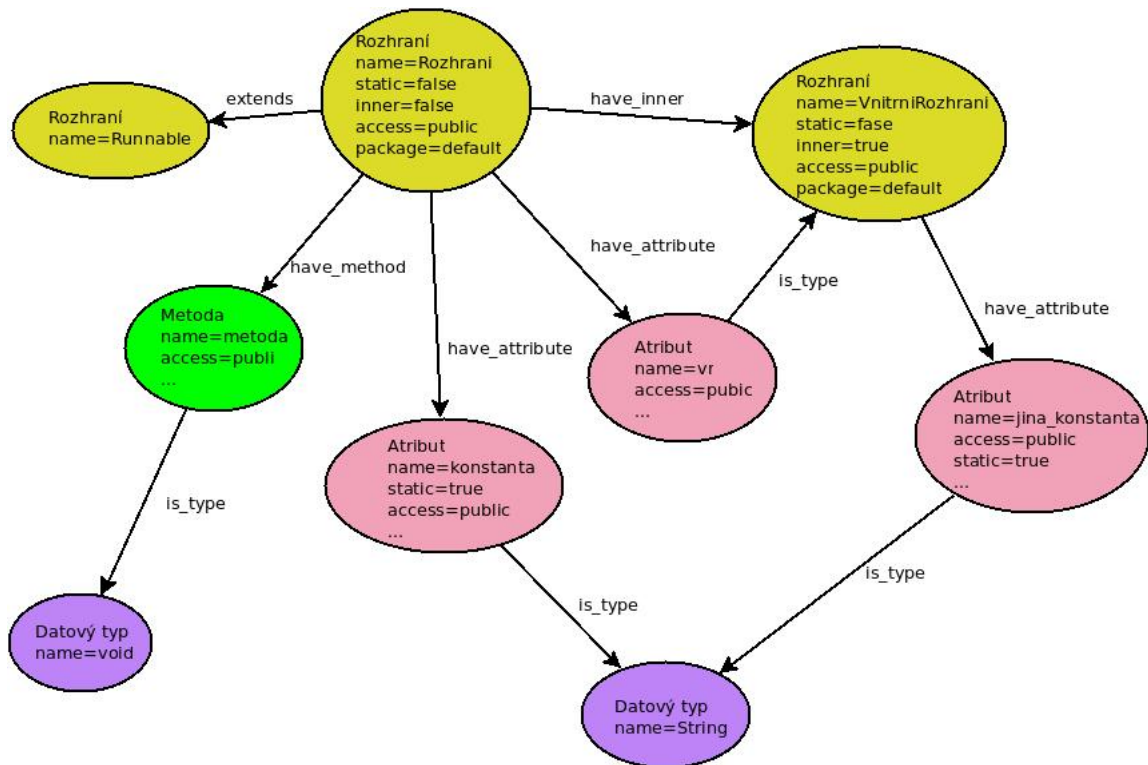 Rozhraní
name=Rozhrani
static=false
inner=false
access=public
package=default
extends
have_inner
Rozhraní
name=Runnable
Rozhraní
name=VnitrniRozhrani
static=fase
inner=true
access=public
package=default
have_method
have_attribute
have_attribute
is_type
have_attribute
Metoda
name=metoda
access=publi
...
Atribut
name=vr
access=pubic
...
Atribut
name=konstanta
static=true
access=public
...
Atribut
name=jina_konstanta
access=public
static=true
...
is_type
is_type
is_type
Datový typ
name=void
Datový typ
name=String